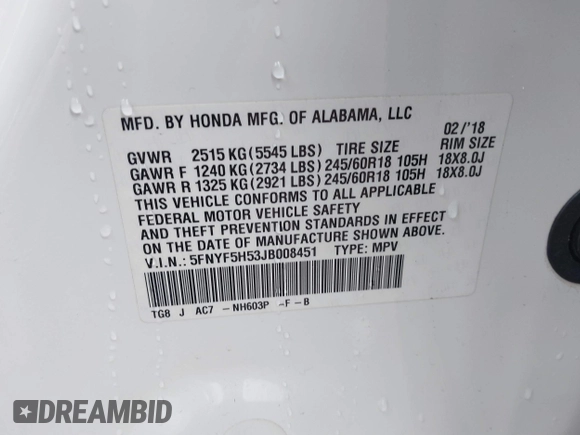 MFD. BY HONDA MFG. OF ALABAMA, LLC 02/'18
GVWR 2515 KG (5545 LBS) TIRE SIZE RIM SIZE
GAWR F 1240 KG (2734 LBS) 245/60R18 105H 18X8.0J
GAWR R 1325 KG (2921 LBS) 245/60R18 105H 18X8.0J
THIS VEHICLE CONFORMS TO ALL APPLICABLE
FEDERAL MOTOR VEHICLE SAFETY
AND THEFT PREVENTION STANDARDS IN EFFECT
ON THE DATE OF MANUFACTURE SHOWN ABOVE.
V.I.N.: 5FNYF5H53JB008451 TYPE: MPV
TG8 J AC7 -NH603P -F-B
DREAMBID